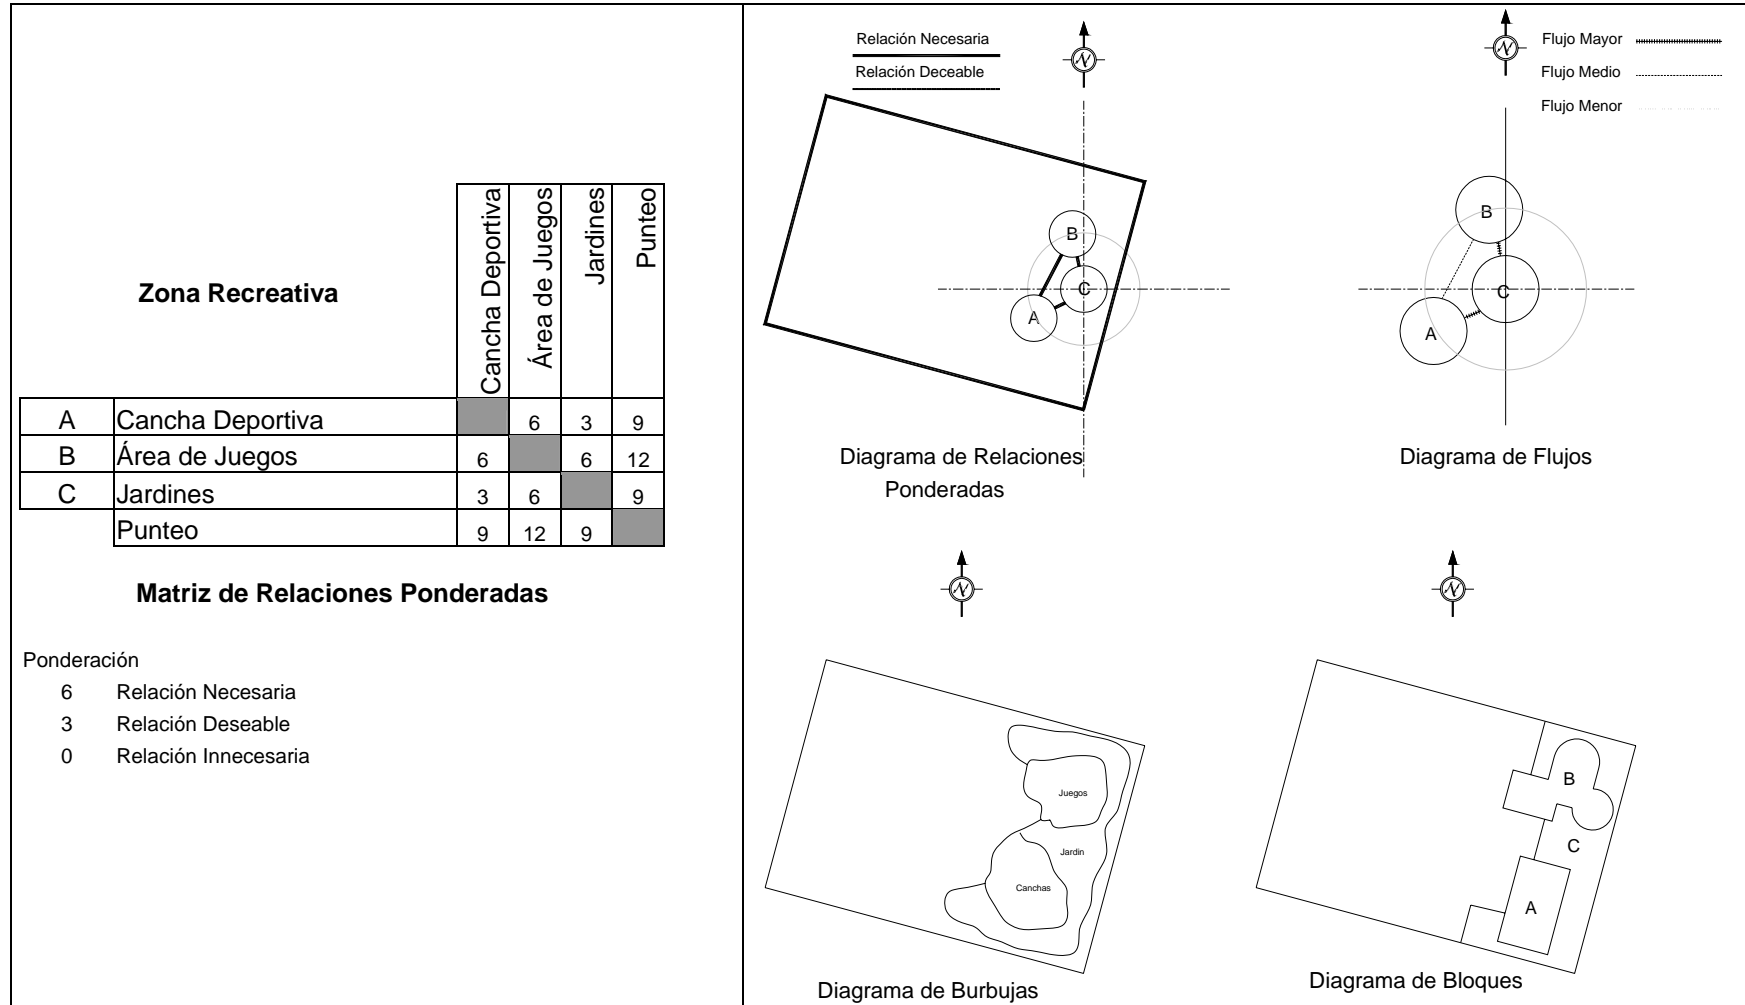 Zona Recreativa
Cancha Deportiva
Área de Juegos
Jardines
Punteo
A Cancha Deportiva 6 3 9
B Área de Juegos 6 6 12
C Jardines 3 6 9
Punteo 9 12 9
Matriz de Relaciones Ponderadas
Ponderación
6 Relación Necesaria
3 Relación Deseable
0 Relación Innecesaria
Relación Necesaria
Relación Deceable
N
B
C
A
Diagrama de Relaciones
Ponderadas
N
Flujo Mayor
Flujo Medio
Flujo Menor
B
C
A
Diagrama de Flujos
N
Juegos
Jardin
Canchas
Diagrama de Burbujas
N
B
C
A
Diagrama de Bloques